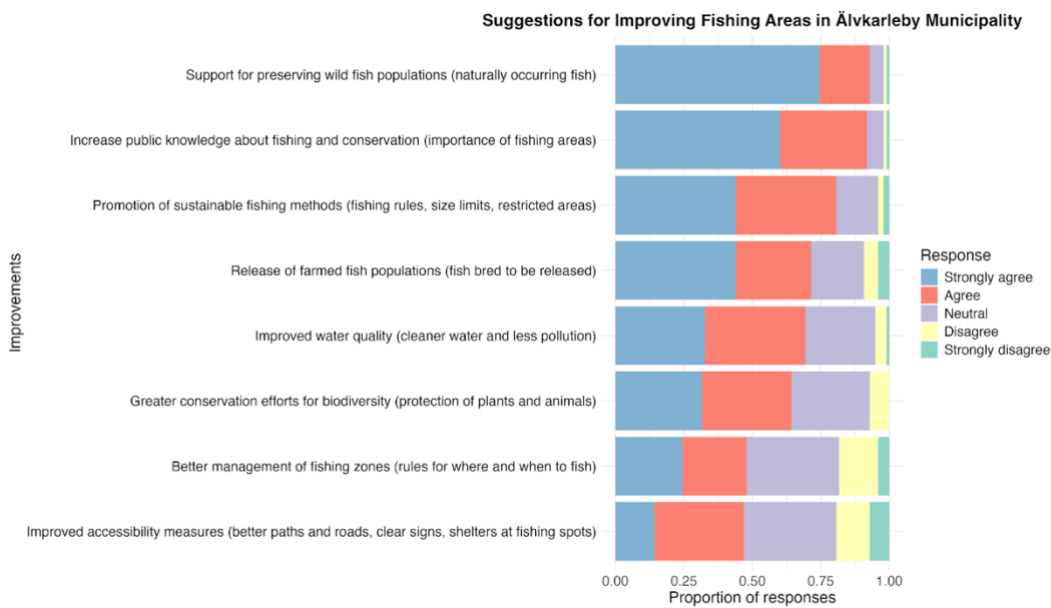 Suggestions for Improving Fishing Areas in Älvkarleby Municipality
Improvements
Support for preserving wild fish populations (naturally occurring fish)
Increase public knowledge about fishing and conservation (importance of fishing areas)
Promotion of sustainable fishing methods (fishing rules, size limits, restricted areas)
Release of farmed fish populations (fish bred to be released)
Improved water quality (cleaner water and less pollution)
Greater conservation efforts for biodiversity (protection of plants and animals)
Better management of fishing zones (rules for where and when to fish)
Improved accessibility measures (better paths and roads, clear signs, shelters at fishing spots)
0.00 0.25 0.50 0.75 1.00
Proportion of responses
Response
Strongly agree
Agree
Neutral
Disagree
Strongly disagree